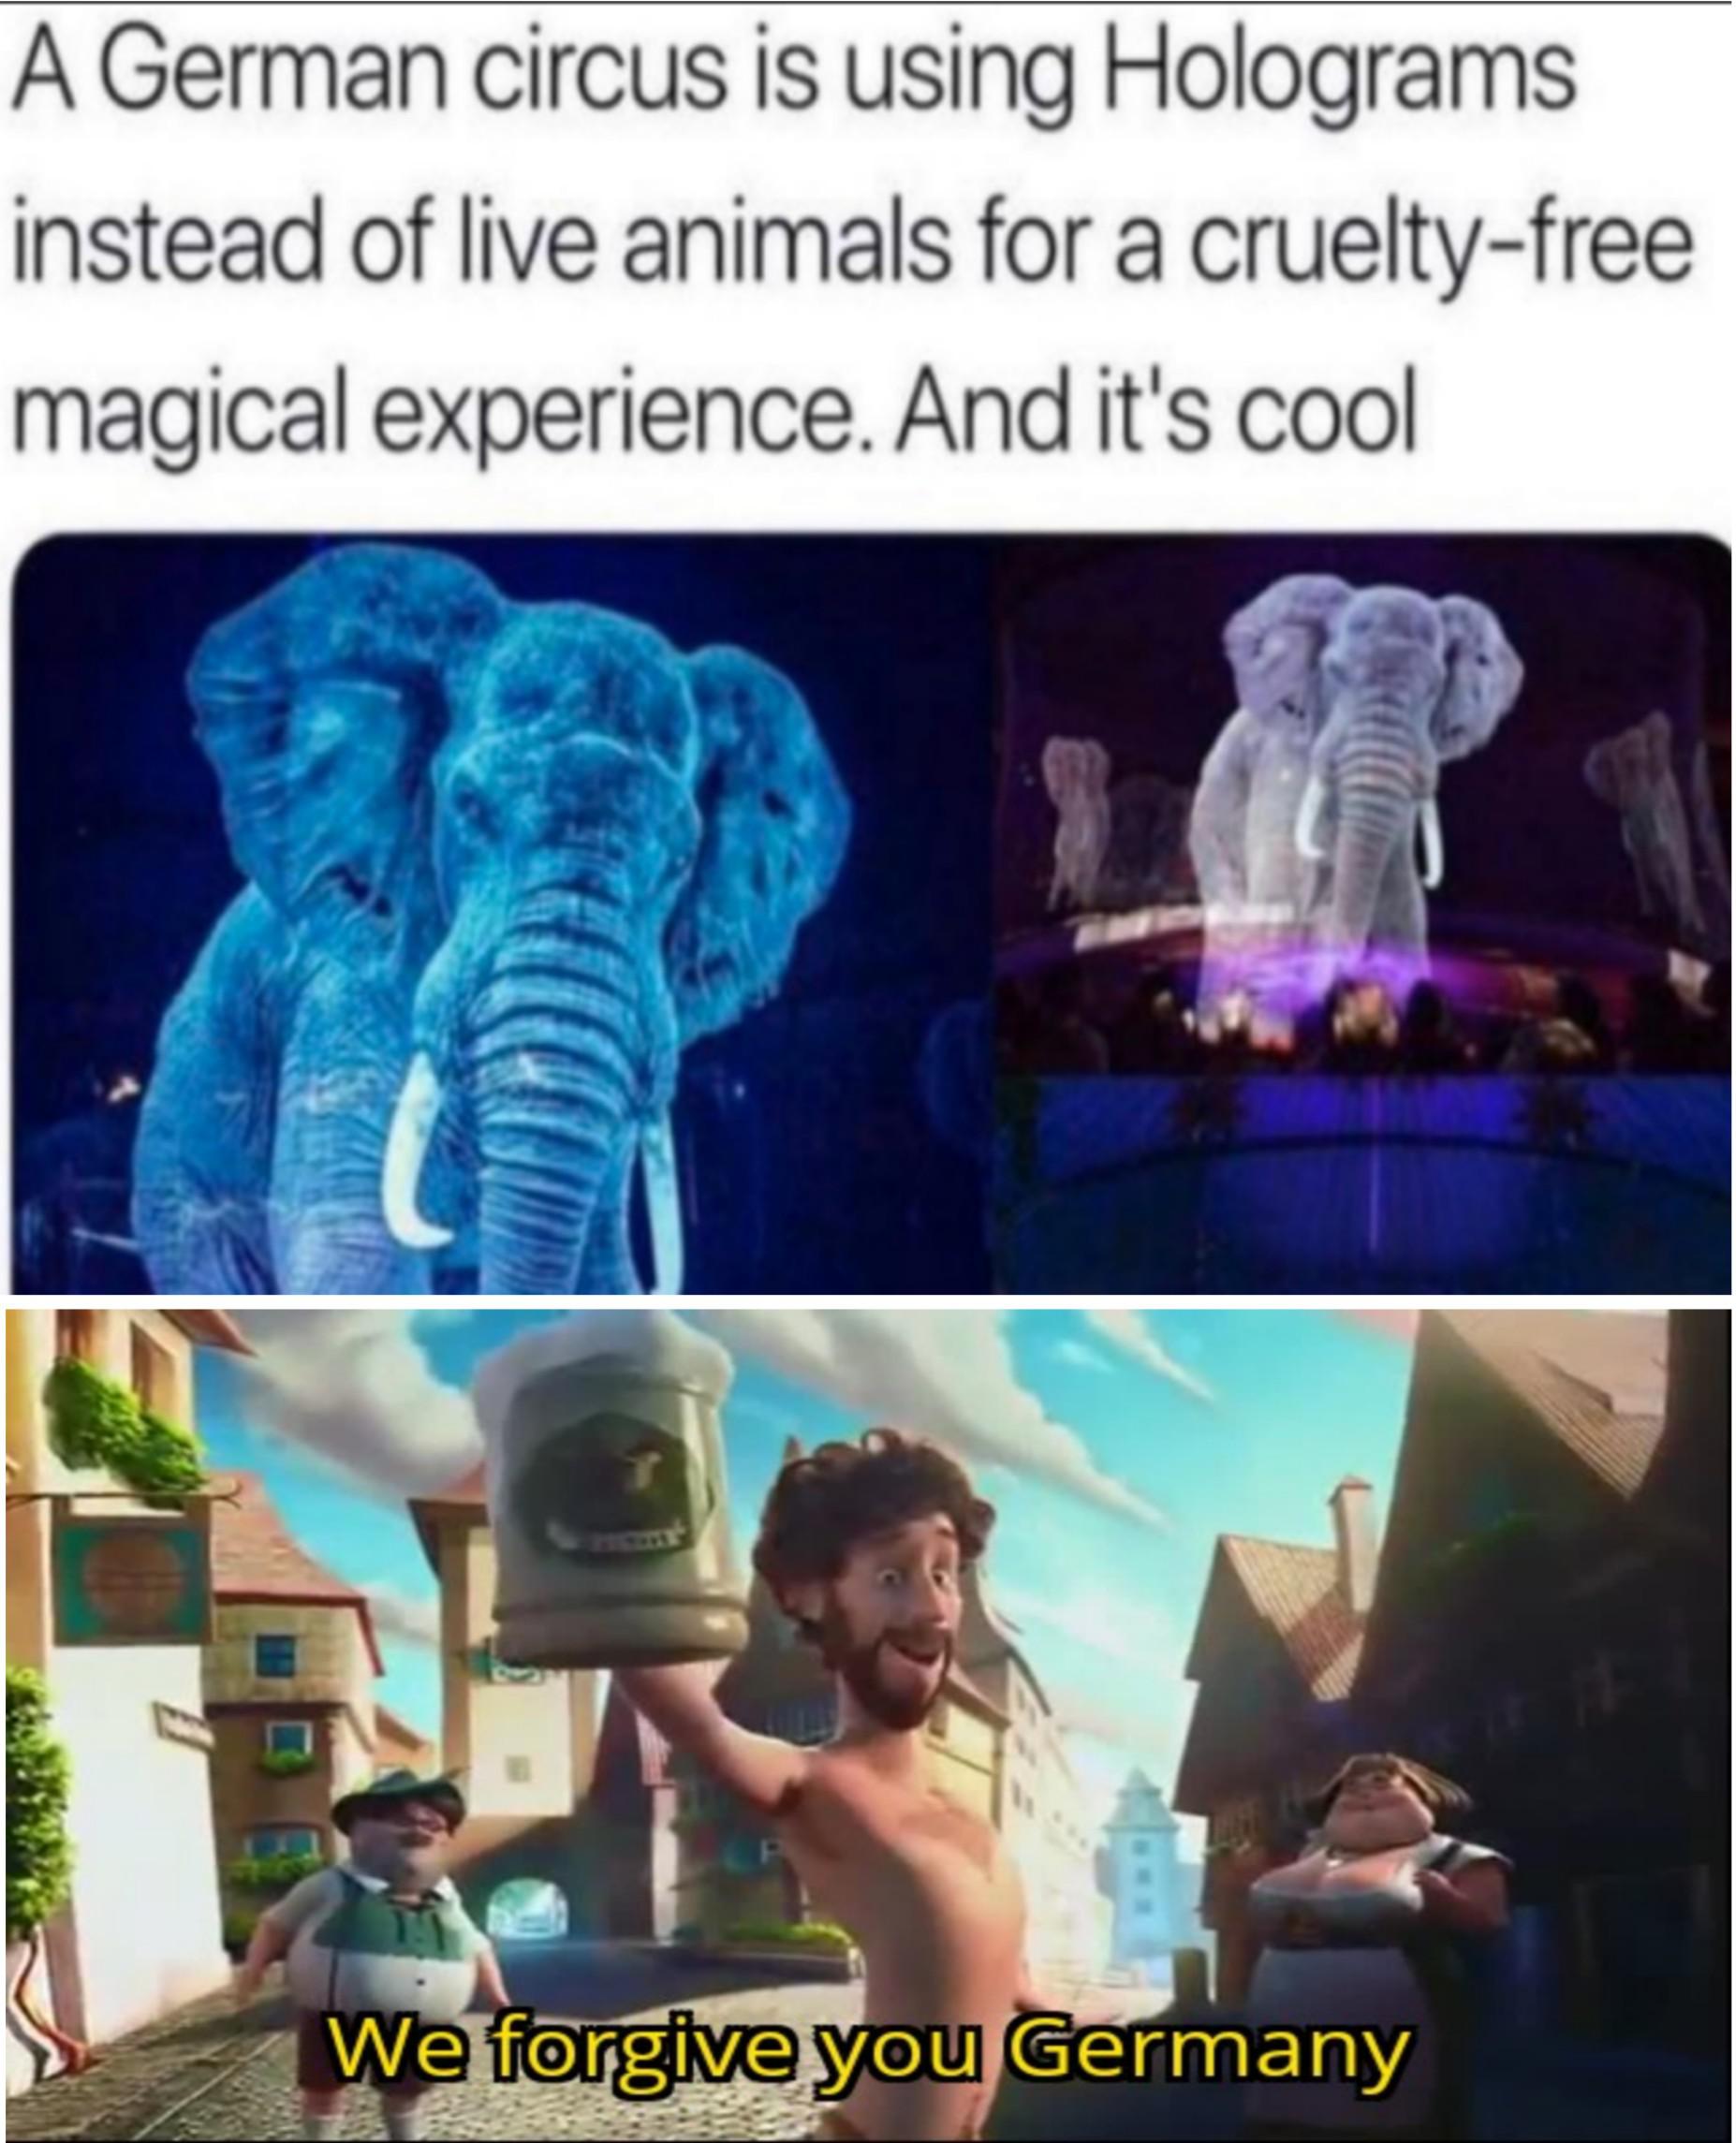 A German circus is using Holograms
instead of live animals for a cruelty-free
magical experience. And it's cool
We forgive you Germany